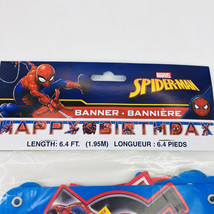 MARVEL
SPIDER-MAN
BANNER • BANNIÈRE
HAPPY BIRTHDAY
LENGTH: 6.4 FT. (1.95M) LONGUEUR : 6.4 PIEDS